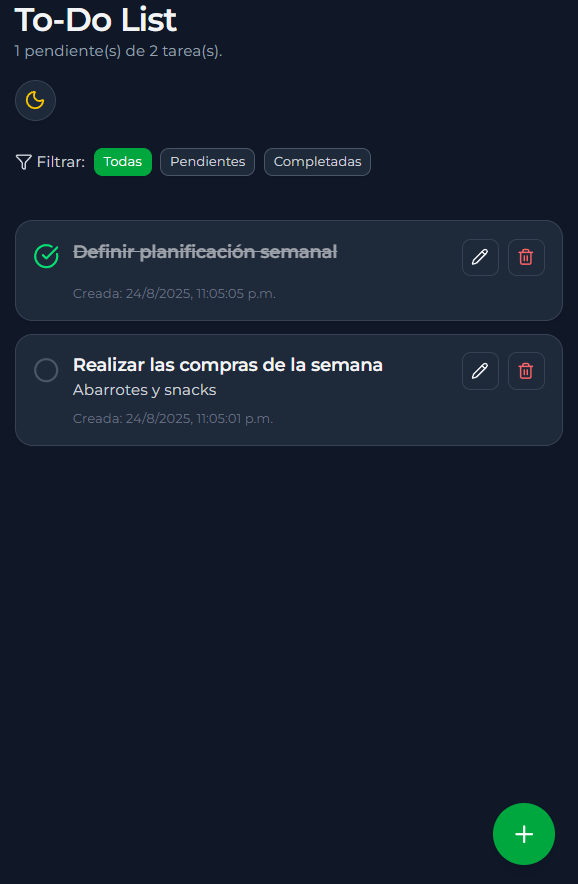 To-Do List
1 pendiente(s) de 2 tarea(s).
Filtrar: Todas Pendientes Completadas
Definir planificación semanal
Creada: 24/8/2025, 11:05:05 p.m.
Realizar las compras de la semana
Abarrotes y snacks
Creada: 24/8/2025, 11:05:01 p.m.